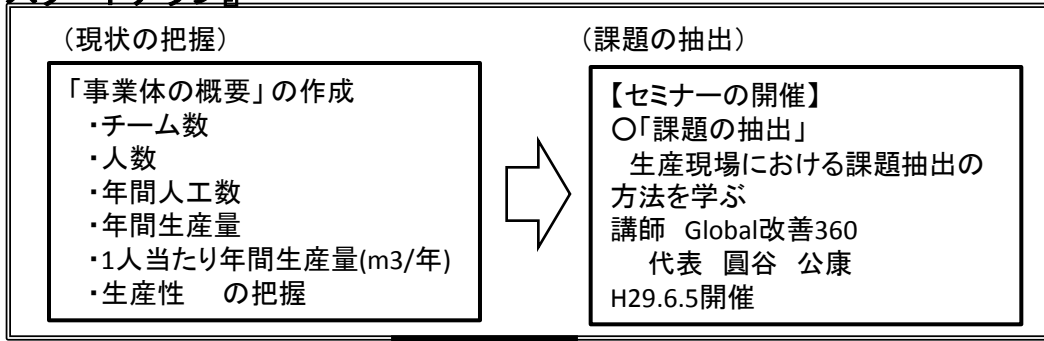 （現状の把握）
「事業体の概要」の作成
・チーム数
・人数
・年間人工数
・年間生産量
・1人当たり年間生産量(m3/年)
・生産性　の把握
（課題の抽出）
【セミナーの開催】
〇「課題の抽出」
生産現場における課題抽出の
方法を学ぶ
講師　Global改善360
代表　圓谷　公康
H29.6.5開催